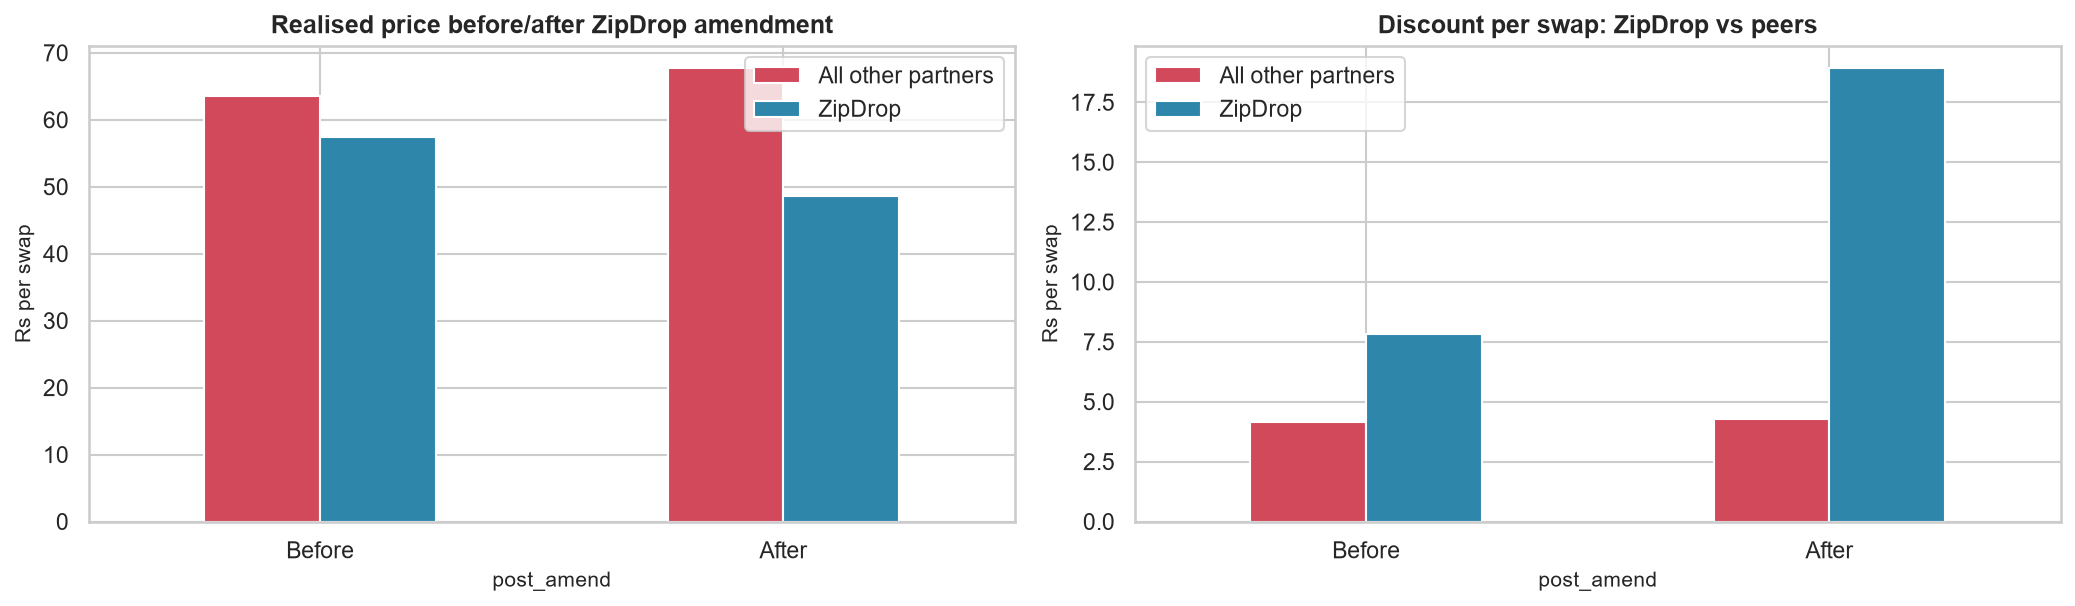 Realised price before/after ZipDrop amendment
Rs per swap
70
60
50
40
30
20
10
0
All other partners
ZipDrop
Before
After
post_amend
Discount per swap: ZipDrop vs peers
Rs per swap
17.5
15.0
12.5
10.0
7.5
5.0
2.5
0.0
All other partners
ZipDrop
Before
After
post_amend